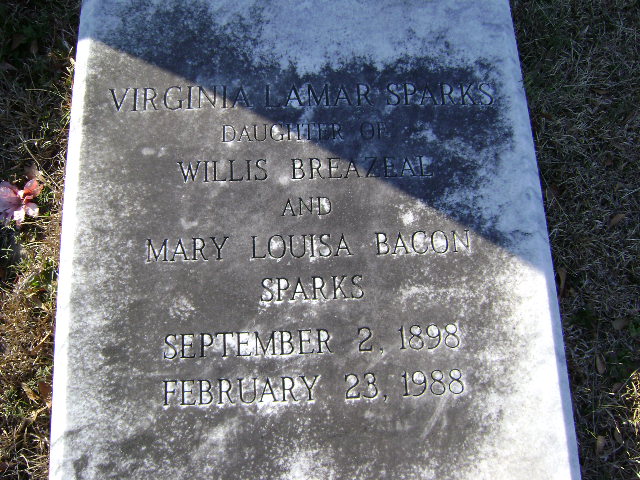 VIRGINIA LAMAR SPARKS
DAUGHTER OF
WILLIS BREAZEAL
AND
MARY LOUISA BACON
SPARKS
SEPTEMBER 2, 1898
FEBRUARY 23, 1988